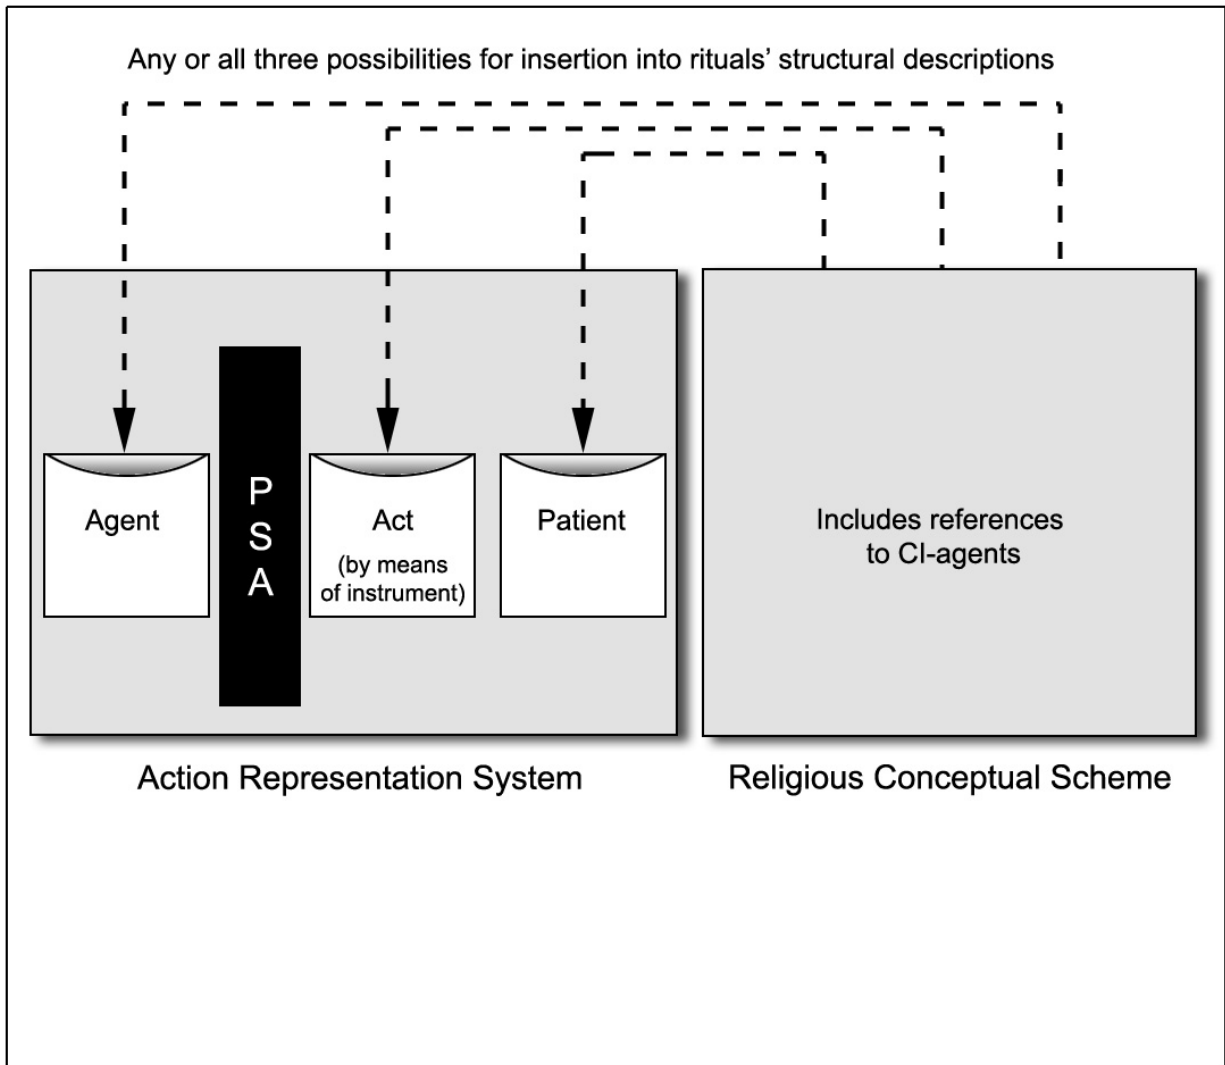 Any or all three possibilities for insertion into rituals’ structural descriptions
Agent
P
S
A
Act
(by means
of instrument)
Patient
Includes references
to CI-agents
Action Representation System
Religious Conceptual Scheme